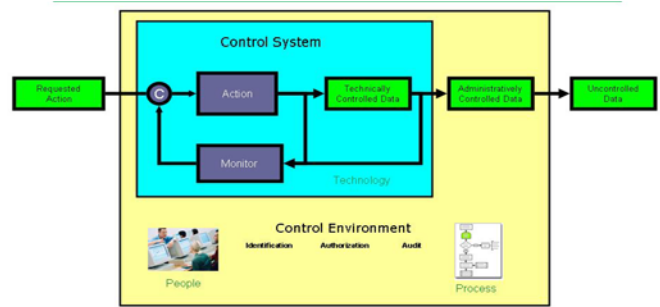 Control System
Requested
Action
C
Action
Technically
Controlled Data
Administratively
Controlled Data
Uncontrolled
Data
Monitor
Technology
Control Environment
Identification Authorization Audit
People
Process